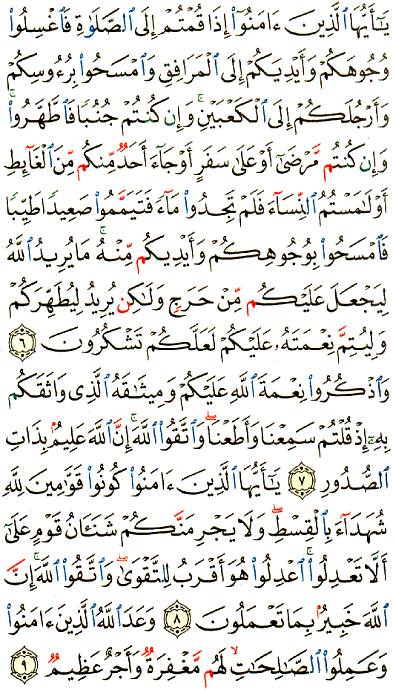 يَٰٓأَيُّهَا ٱلَّذِينَ ءَامَنُوٓا۟ إِذَا قُمْتُمْ إِلَى ٱلصَّلَوٰةِ فَٱغْسِلُوا۟
وُجُوهَكُمْ وَأَيْدِيَكُمْ إِلَى ٱلْمَرَافِقِ وَٱمْسَحُوا۟ بِرُءُوسِكُمْ
وَأَرْجُلَكُمْ إِلَى ٱلْكَعْبَيْنِ ۚ وَإِن كُنتُمْ جُنُبًا فَٱطَّهَّرُوا۟ ۚ
وَإِن كُنتُم مَّرْضَىٰٓ أَوْ عَلَىٰ سَفَرٍ أَوْ جَآءَ أَحَدٌ مِّنكُم مِّنَ ٱلْغَآئِطِ
أَوْ لَٰمَسْتُمُ ٱلنِّسَآءَ فَلَمْ تَجِدُوا۟ مَآءً فَتَيَمَّمُوا۟ صَعِيدًا طَيِّبًا
فَٱمْسَحُوا۟ بِوُجُوهِكُمْ وَأَيْدِيكُم مِّنْهُ ۚ مَا يُرِيدُ ٱللَّهُ
لِيَجْعَلَ عَلَيْكُم مِّنْ حَرَجٍ وَلَٰكِن يُرِيدُ لِيُطَهِّرَكُمْ
وَلِيُتِمَّ نِعْمَتَهُۥ عَلَيْكُمْ لَعَلَّكُمْ تَشْكُرُونَ ٦
وَٱذْكُرُوا۟ نِعْمَةَ ٱللَّهِ عَلَيْكُمْ وَمِيثَٰقَهُ ٱلَّذِى وَاثَقَكُم
بِهِۦٓ إِذْ قُلْتُمْ سَمِعْنَا وَأَطَعْنَا ۖ وَٱتَّقُوا۟ ٱللَّهَ ۚ إِنَّ ٱللَّهَ عَلِيمٌۢ بِذَاتِ
ٱلصُّدُورِ ٧ يَٰٓأَيُّهَا ٱلَّذِينَ ءَامَنُوا۟ كُونُوا۟ قَوَّٰمِينَ لِلَّهِ
شُهَدَآءَ بِٱلْقِسْطِ ۖ وَلَا يَجْرِمَنَّكُمْ شَنَـَٔانُ قَوْمٍ عَلَىٰٓ
أَلَّا تَعْدِلُوا۟ ۚ ٱعْدِلُوا۟ هُوَ أَقْرَبُ لِلتَّقْوَىٰ ۖ وَٱتَّقُوا۟ ٱللَّهَ ۚ إِنَّ
ٱللَّهَ خَبِيرٌۢ بِمَا تَعْمَلُونَ ٨ وَعَدَ ٱللَّهُ ٱلَّذِينَ ءَامَنُوا۟
وَعَمِلُوا۟ ٱلصَّٰلِحَٰتِ ۙ لَهُم مَّغْفِرَةٌ وَأَجْرٌ عَظِيمٌ ٩